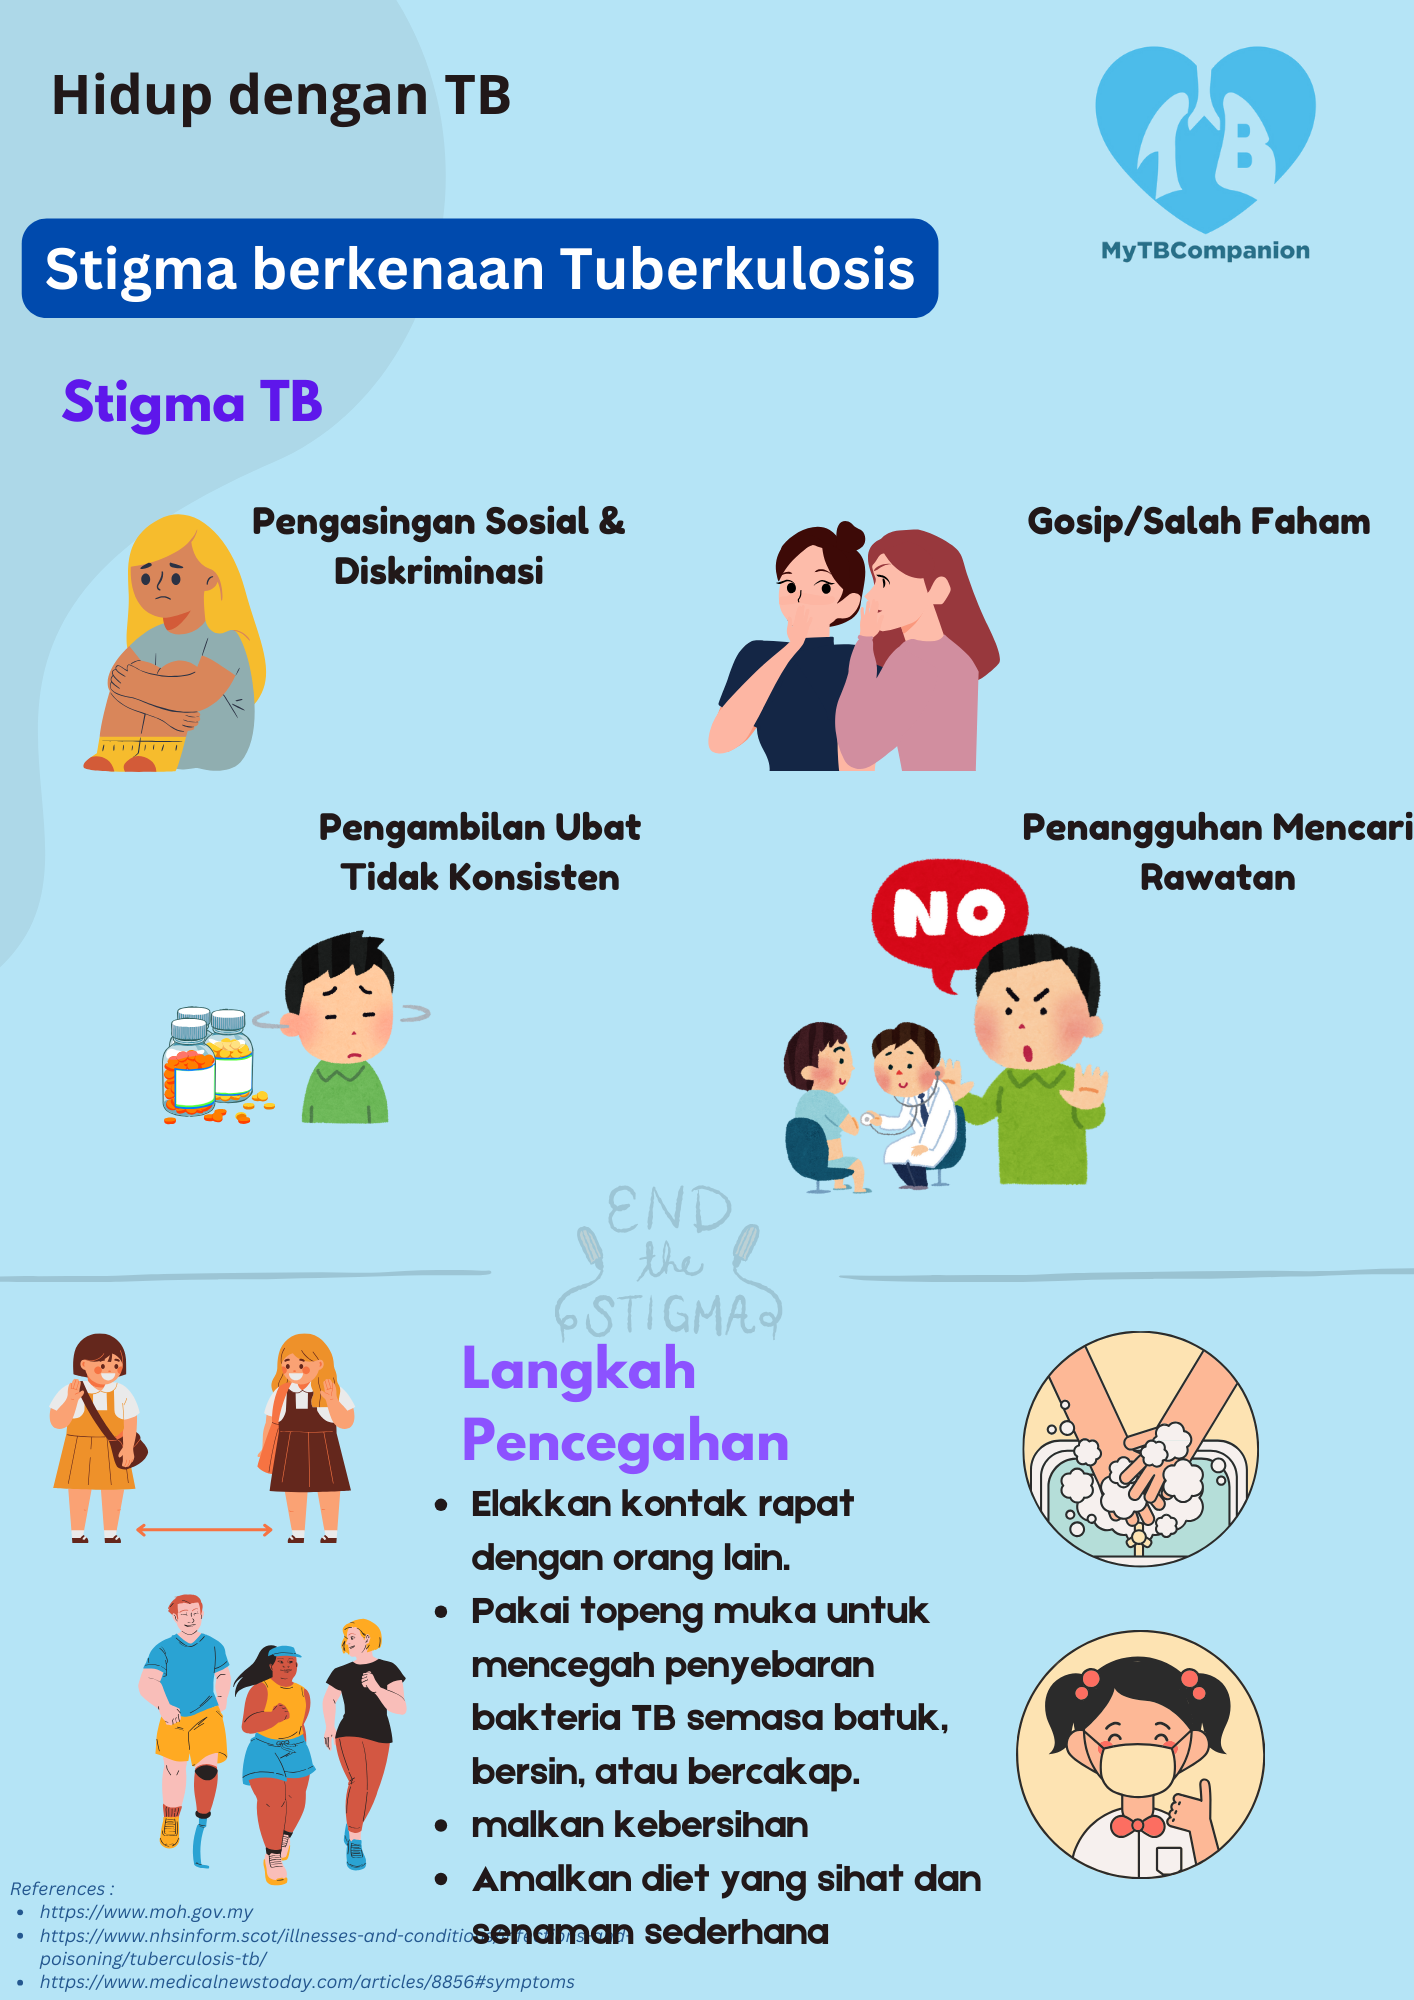 Hidup dengan TB
MyTBCompanion
Stigma berkenaan Tuberkulosis
Stigma TB
Pengasingan Sosial &
Diskriminasi
Gosip/Salah Faham
Pengambilan Ubat
Tidak Konsisten
Penangguhan Mencari
Rawatan
NO
END
the
STIGMA
Langkah
Pencegahan
• Elakkan kontak rapat
dengan orang lain.
• Pakai topeng muka untuk
mencegah penyebaran
bakteria TB semasa batuk,
bersin, atau bercakap.
• malkan kebersihan
• Amalkan diet yang sihat dan
senaman sederhana
References :
• https://www.moh.gov.my
• https://www.nhsinform.scot/illnesses-and-conditions/infections-and-
poisoning/tuberculosis-tb/
• https://www.medicalnewstoday.com/articles/8856#symptoms